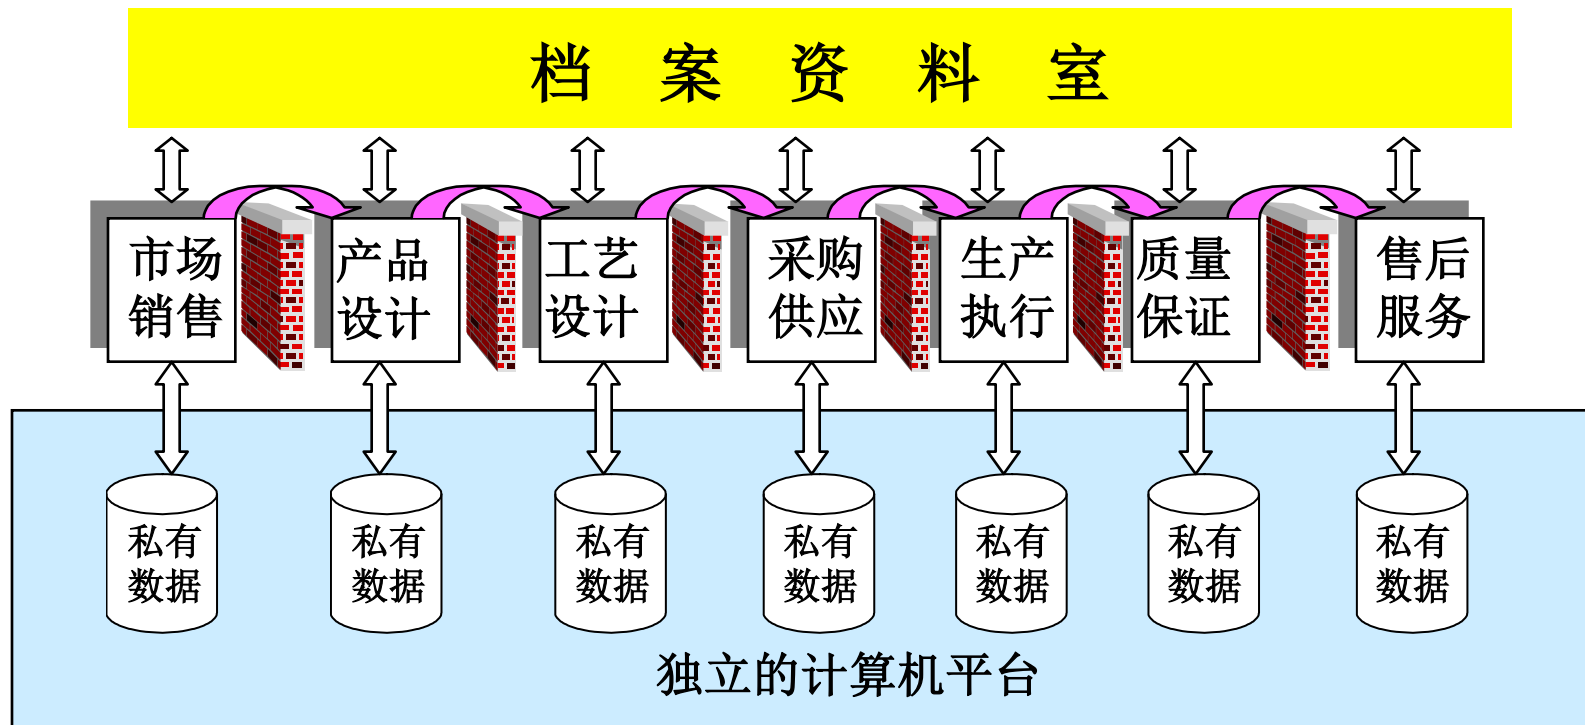 档 案 资 料 室
市场
销售
产品
设计
工艺
设计
采购
供应
生产
执行
质量
保证
售后
服务
私有
数据
私有
数据
私有
数据
私有
数据
私有
数据
私有
数据
私有
数据
独立的计算机平台